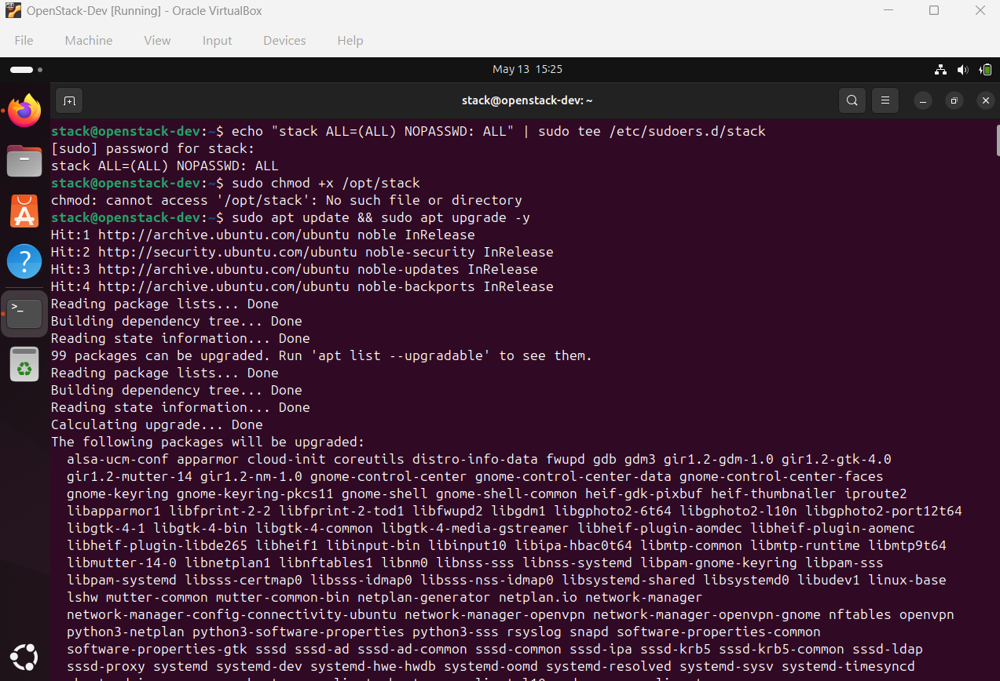 OpenStack-Dev [Running] - Oracle VirtualBox
File Machine View Input Devices Help
May 13 15:25
stack@openstack-dev: ~
stack@openstack-dev:~$ echo "stack ALL=(ALL) NOPASSWD: ALL" | sudo tee /etc/sudoers.d/stack
[sudo] password for stack:
stack ALL=(ALL) NOPASSWD: ALL
stack@openstack-dev:~$ sudo chmod +x /opt/stack
chmod: cannot access '/opt/stack': No such file or directory
stack@openstack-dev:~$ sudo apt update && sudo apt upgrade -y
Hit:1 http://archive.ubuntu.com/ubuntu noble InRelease
Hit:2 http://security.ubuntu.com/ubuntu noble-security InRelease
Hit:3 http://archive.ubuntu.com/ubuntu noble-updates InRelease
Hit:4 http://archive.ubuntu.com/ubuntu noble-backports InRelease
Reading package lists... Done
Building dependency tree... Done
Reading state information... Done
99 packages can be upgraded. Run 'apt list --upgradable' to see them.
Reading package lists... Done
Building dependency tree... Done
Reading state information... Done
Calculating upgrade... Done
The following packages will be upgraded:
alsa-ucm-conf apparmor cloud-init coreutils distro-info-data fwupd gdb gdm3 gir1.2-gdm-1.0 gir1.2-gtk-4.0
gir1.2-mutter-14 gir1.2-nm-1.0 gnome-control-center gnome-control-center-data gnome-control-center-faces
gnome-keyring gnome-keyring-pkcs11 gnome-shell gnome-shell-common heif-gdk-pixbuf heif-thumbnailer iproute2
libapparmor1 libfprint-2-2 libfprint-2-tod1 libfwupd2 libgdm1 libgphoto2-6t64 libgphoto2-l10n libgphoto2-port12t64
libgtk-4-1 libgtk-4-bin libgtk-4-common libgtk-4-media-gstreamer libheif-plugin-aomdec libheif-plugin-aomenc
libheif-plugin-libde265 libheif1 libinput-bin libinput10 libipa-hbac0t64 libmtp-common libmtp-runtime libmtp9t64
libmutter-14-0 libnetplan1 libnftables1 libnm0 libnss-sss libnss-systemd libpam-gnome-keyring libpam-sss
libpam-systemd libsss-certmap0 libsss-idmap0 libsss-nss-idmap0 libsystemd-shared libsystemd0 libudev1 linux-base
lshw mutter-common mutter-common-bin netplan-generator netplan.io network-manager
network-manager-config-connectivity-ubuntu network-manager-openvpn network-manager-openvpn-gnome nftables openvpn
python3-netplan python3-software-properties python3-sss rsyslog snapd software-properties-common
software-properties-gtk sssd sssd-ad sssd-ad-common sssd-common sssd-ipa sssd-krb5 sssd-krb5-common sssd-ldap
sssd-proxy systemd systemd-dev systemd-hwe-hwdb systemd-oomd systemd-resolved systemd-sysv systemd-timesyncd